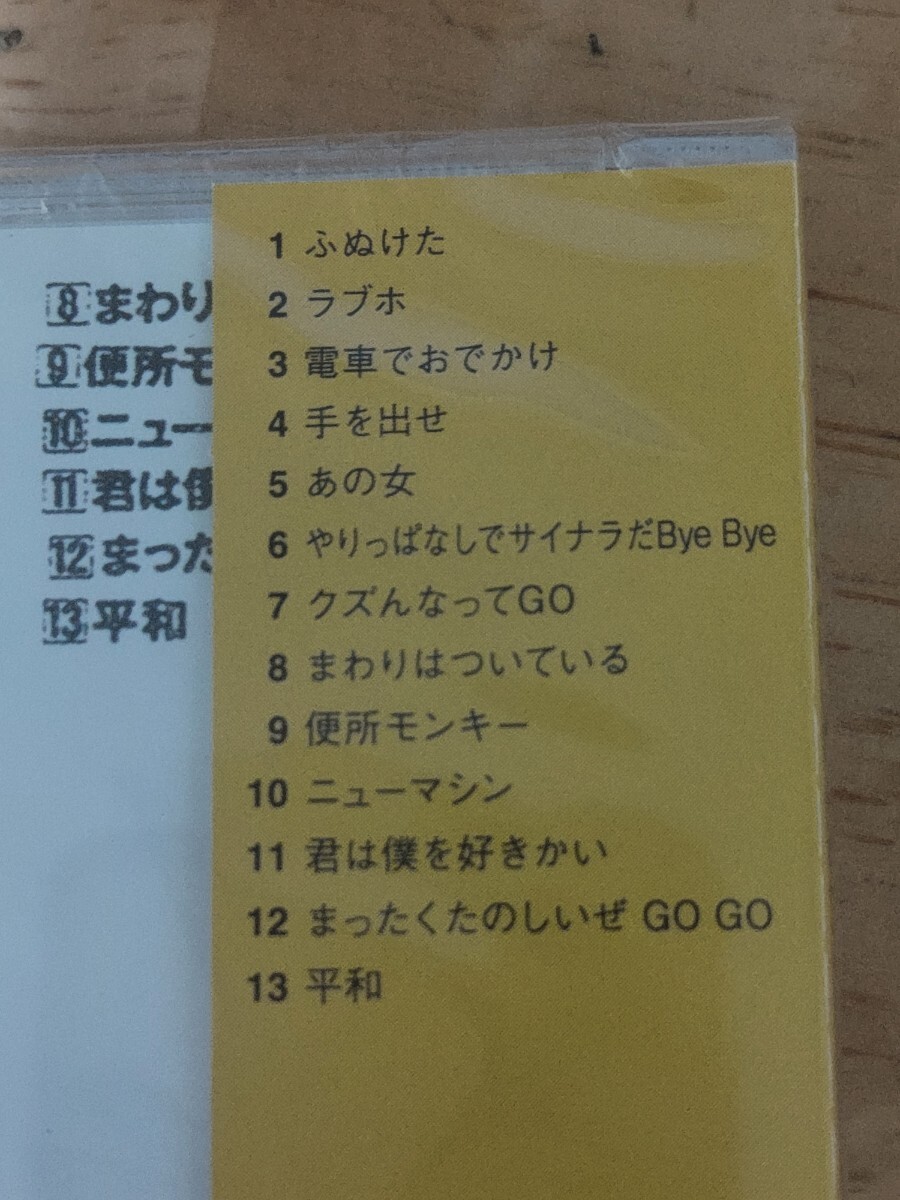 8 まわり
9 便所モ
10 ニュー
11 君は僕
12 まった
13 平和
1 ふぬけた
2 ラブホ
3 電車でおでかけ
4 手を出せ
5 あの女
6 やりっぱなしでサイナラだBye Bye
7 クズんなってGO
8 まわりはついている
9 便所モンキー
10 ニューマシン
11 君は僕を好きかい
12 まったくたのしいぜ GO GO
13 平和